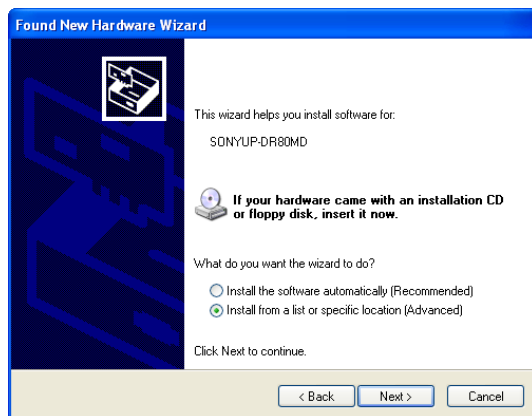 Found New Hardware Wizard
This wizard helps you install software for:
SONYUP-DR80MD
If your hardware came with an installation CD
or floppy disk, insert it now.
What do you want the wizard to do?
Install the software automatically (Recommended)
Install from a list or specific location (Advanced)
Click Next to continue.
< Back
Next >
Cancel